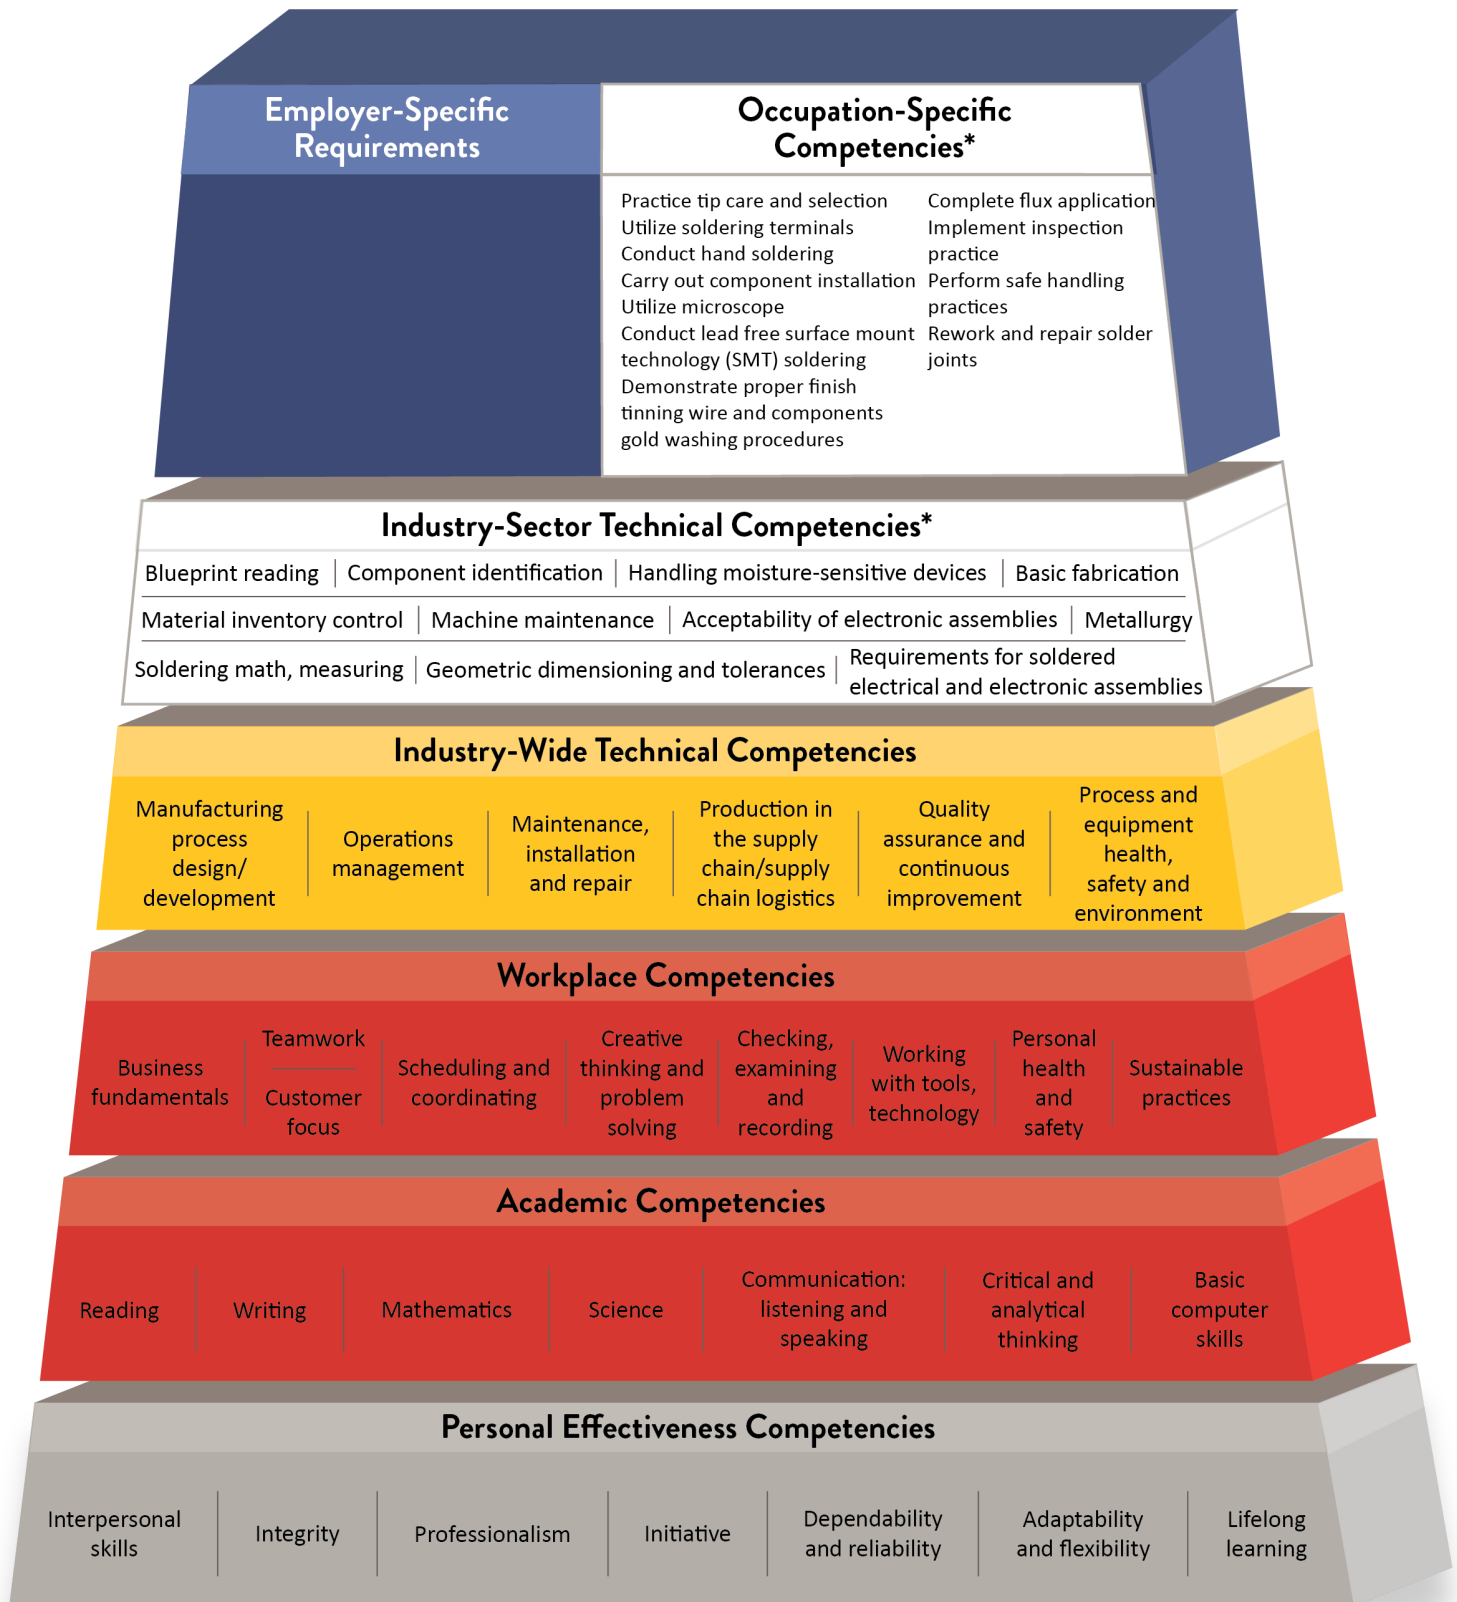 Employer-Specific
Requirements
Occupation-Specific
Competencies*
Practice tip care and selection
Utilize soldering terminals
Conduct hand soldering
Carry out component installation
Utilize microscope
Conduct lead free surface mount
technology (SMT) soldering
Demonstrate proper finish
tinning wire and components
gold washing procedures
Complete flux application
Implement inspection
practice
Perform safe handling
practices
Rework and repair solder
joints
Industry-Sector Technical Competencies*
Blueprint reading
Component identification
Handling moisture-sensitive devices
Basic fabrication
Material inventory control
Machine maintenance
Acceptability of electronic assemblies
Metallurgy
Soldering math, measuring
Geometric dimensioning and tolerances
Requirements for soldered
electrical and electronic assemblies
Industry-Wide Technical Competencies
Manufacturing
process
design/
development
Operations
management
Maintenance,
installation
and repair
Production in
the supply
chain/supply
chain logistics
Quality
assurance and
continuous
improvement
Process and
equipment
health,
safety and
environment
Workplace Competencies
Business
fundamentals
Teamwork
Customer
focus
Scheduling and
coordinating
Creative
thinking and
problem
solving
Checking,
examining
and
recording
Working
with tools,
technology
Personal
health
and
safety
Sustainable
practices
Academic Competencies
Reading
Writing
Mathematics
Science
Communication:
listening and
speaking
Critical and
analytical
thinking
Basic
computer
skills
Personal Effectiveness Competencies
Interpersonal
skills
Integrity
Professionalism
Initiative
Dependability
and reliability
Adaptability
and flexibility
Lifelong
learning